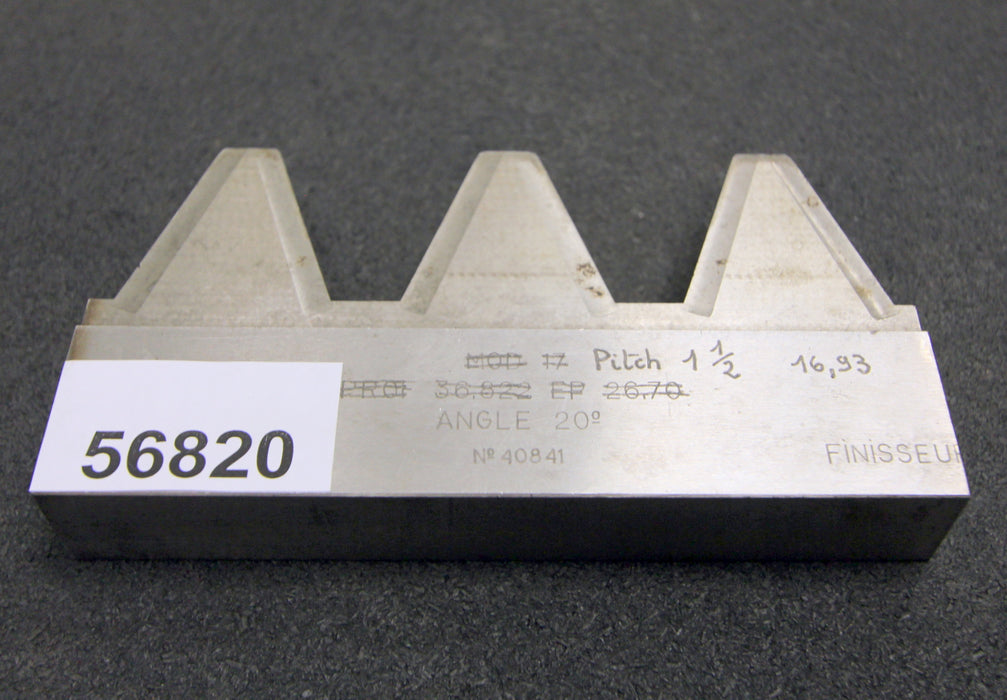 MOD 17 Pitch 1 1/2 16,93
PROF 36.822 EP 26.70
ANGLE 20º
Nº 40841
FINISSEUR
56820